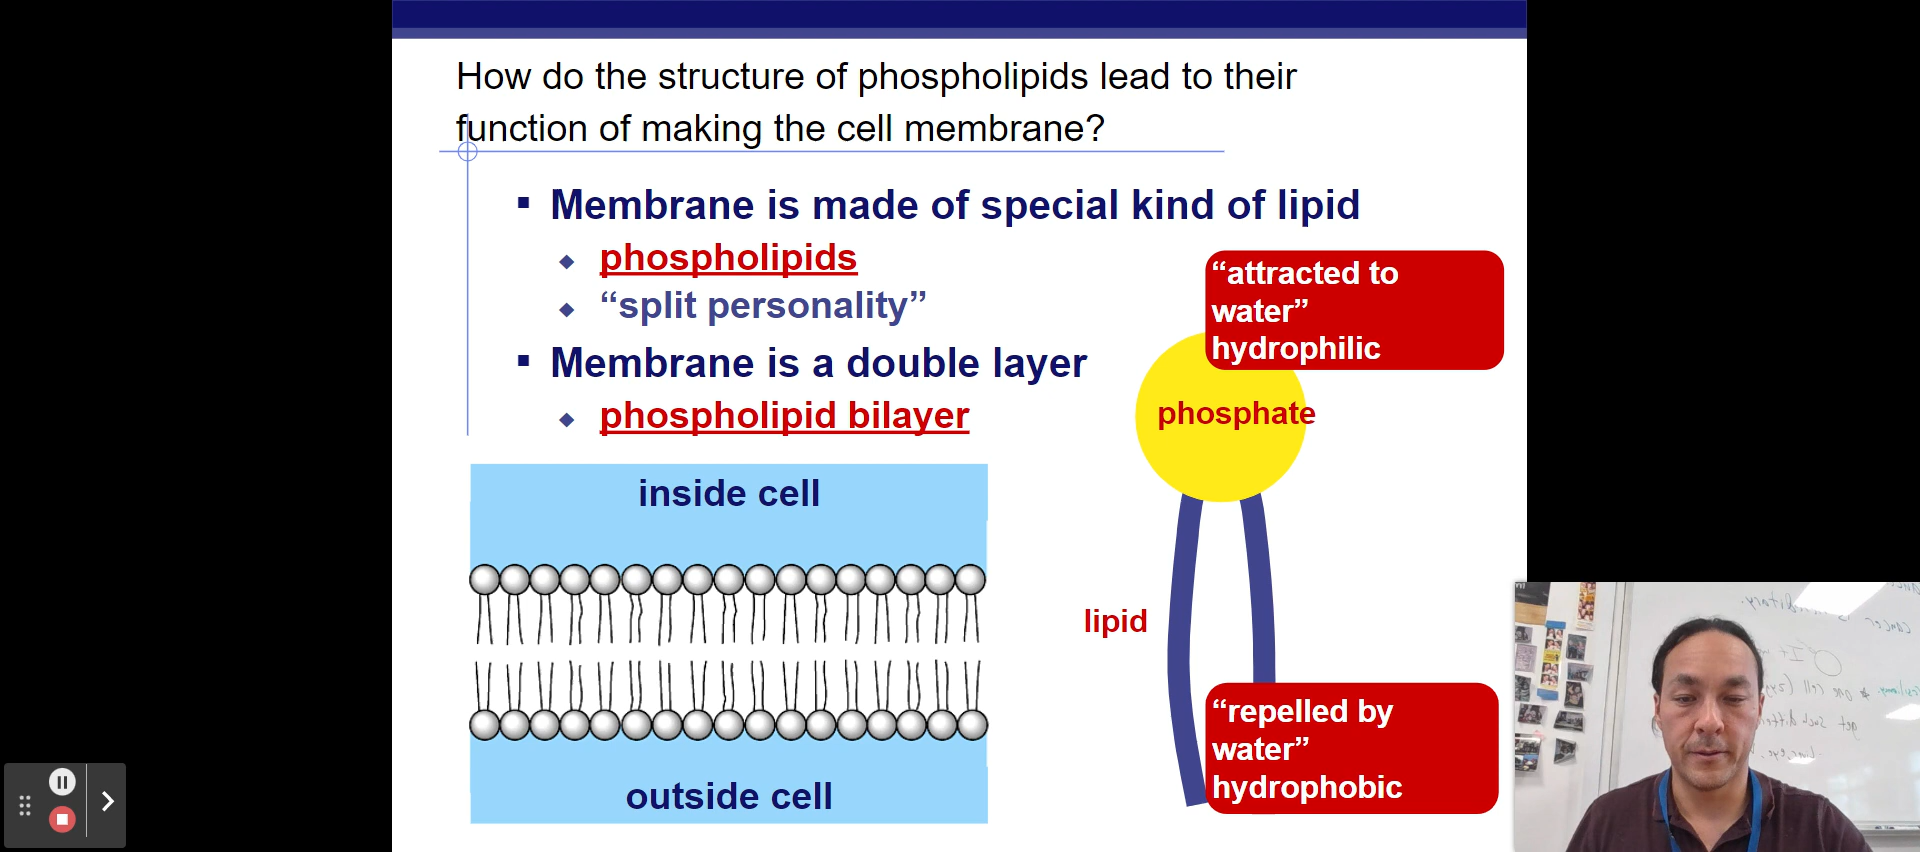 How do the structure of phospholipids lead to their
function of making the cell membrane?
Membrane is made of special kind of lipid
phospholipids
“split personality”
Membrane is a double layer
phospholipid bilayer
“attracted to
water”
hydrophilic
phosphate
inside cell
outside cell
lipid
“repelled by
water”
hydrophobic